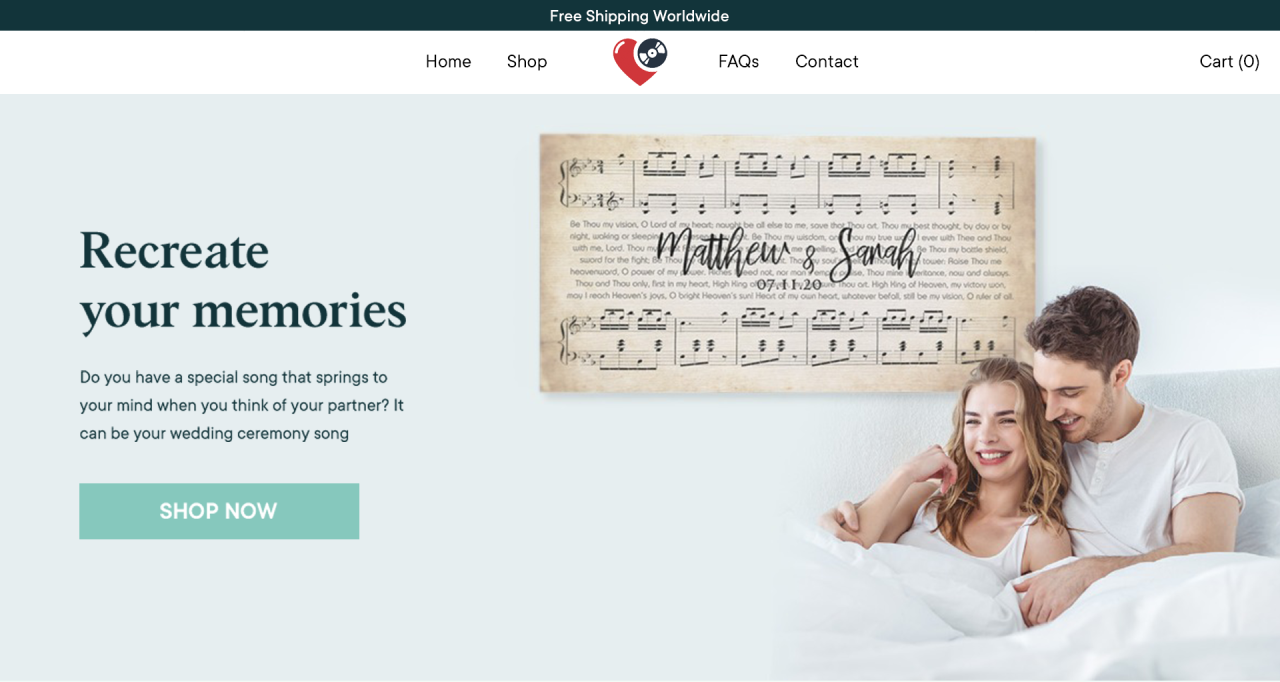 Free Shipping Worldwide
Home Shop FAQs Contact Cart (0)
Recreate
your memories
Do you have a special song that springs to
your mind when you think of your partner? It
can be your wedding ceremony song
SHOP NOW
Be Thou my vision, O Lord of my heart; naught be all else to me, save that Thou art. Thou my best thought, by day or by
night, waking or sleeping
Be Thou my wisdom, and Thou my true word I ever with Thee and Thou
with me, Lord. Thou my
Be Thou my battle shield,
sword for the fight; Be Thou
tower: Raise Thou me
heavenward, O power of my power. Riches I heed not, nor man's empty praise, Thou mine inheritance, now and always.
Thou and Thou only, first in my heart, High King of Thou art. High King of Heaven, my victory won,
may I reach Heaven's joys, O bright Heaven's sun! Heart of my own heart, whatever befall, still be my vision, O ruler of all.
Matthew & Sarah
07.11.20